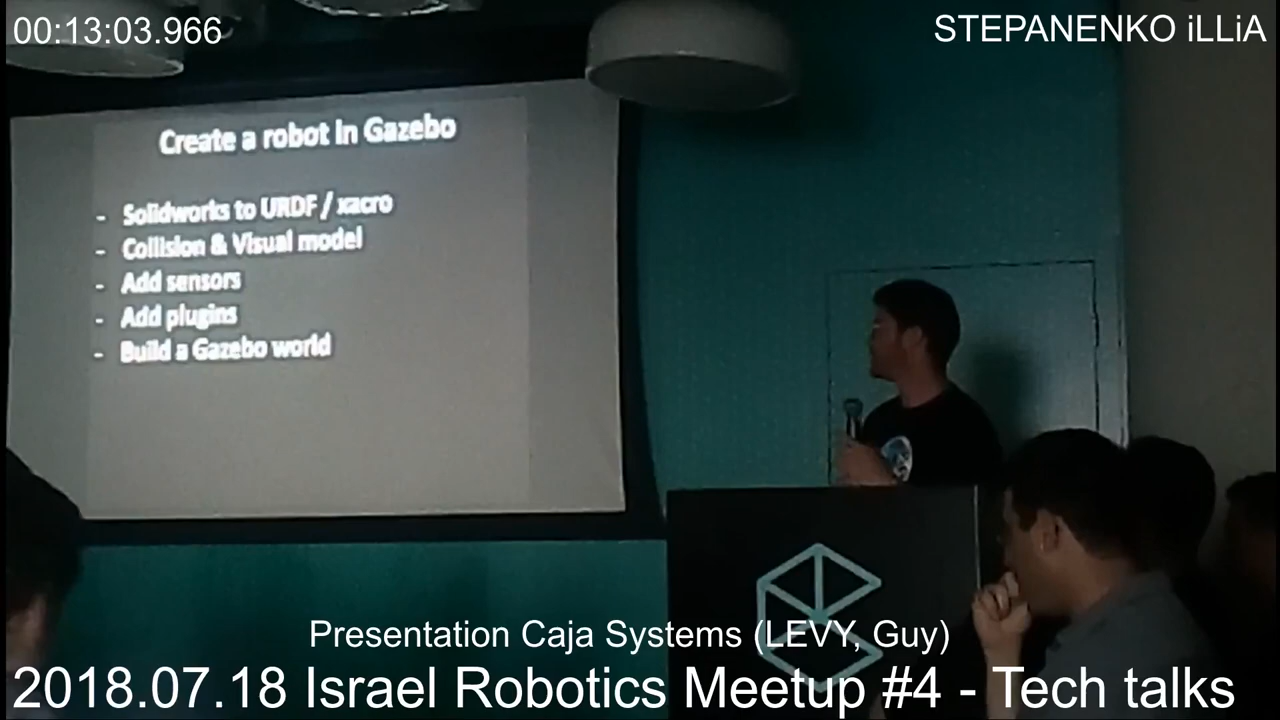 00:13:03.966
STEPANENKO iLLiA
Create a robot in Gazebo
- Solidworks to URDF / xacro
- Collision & Visual model
- Add sensors
- Add plugins
- Build a Gazebo world
Presentation Caja Systems (LEVY, Guy)
2018.07.18 Israel Robotics Meetup #4 - Tech talks